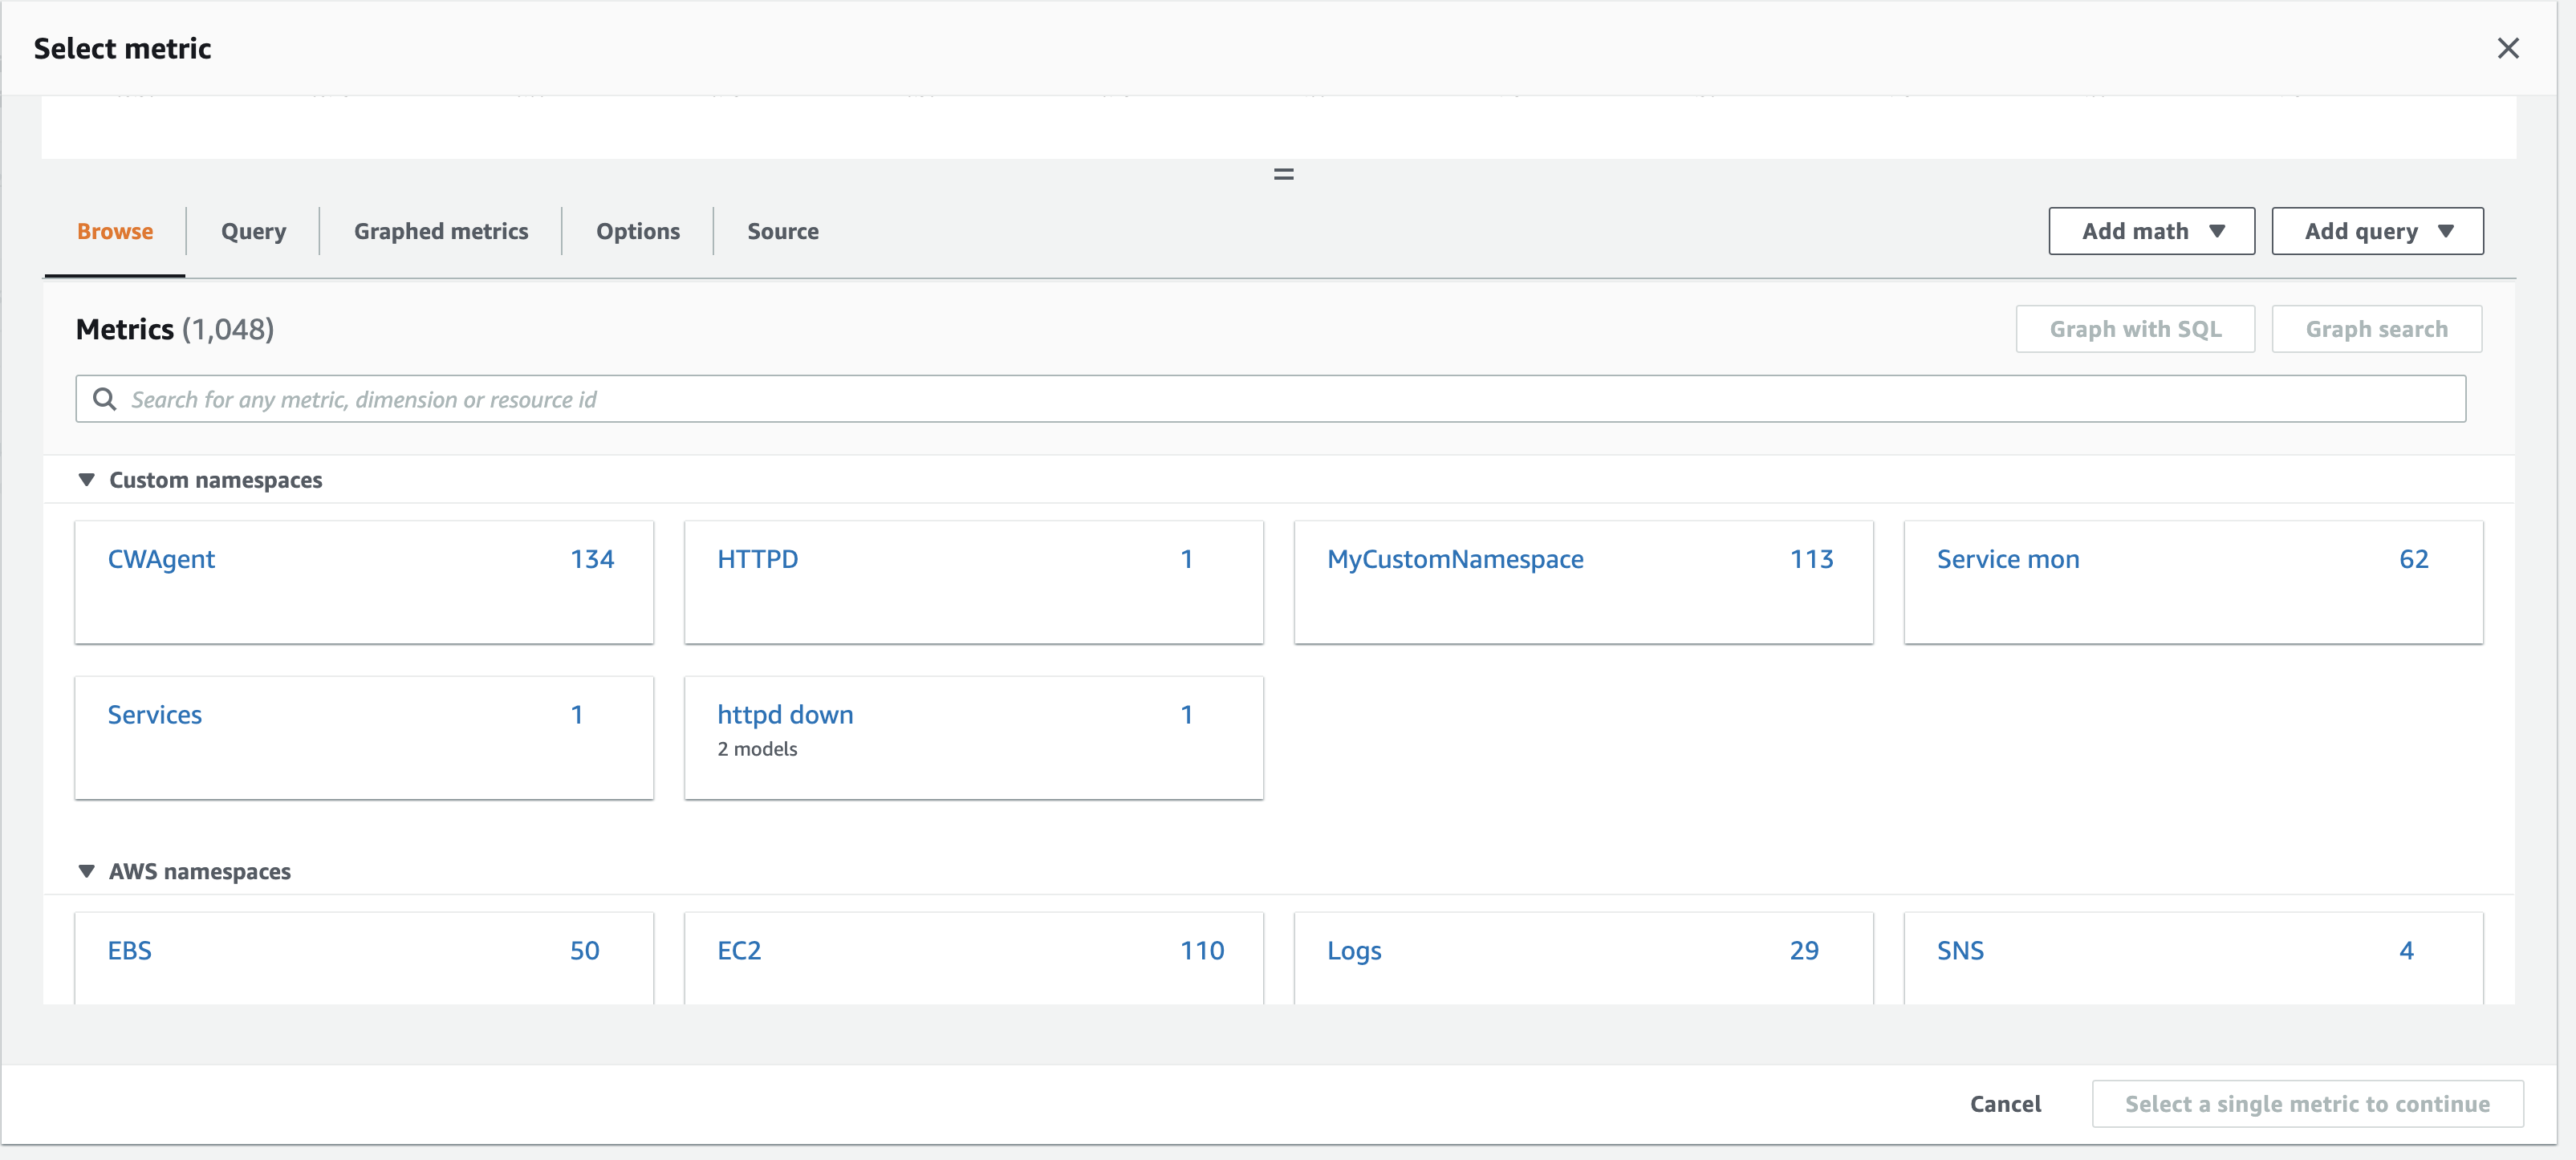 Select metric
Browse
Query
Graphed metrics
Options
Source
Add math
Add query
Metrics (1,048)
Graph with SQL
Graph search
Search for any metric, dimension or resource id
Custom namespaces
CWAgent 134
HTTPD 1
MyCustomNamespace 113
Service mon 62
Services 1
httpd down 1
2 models
AWS namespaces
EBS 50
EC2 110
Logs 29
SNS 4
Cancel
Select a single metric to continue